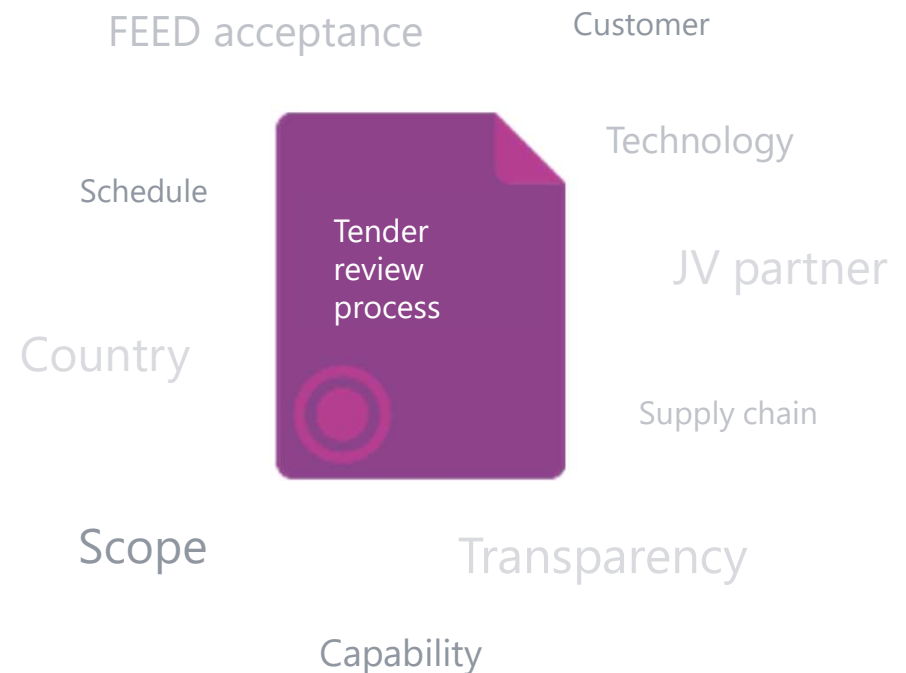 FEED acceptance
Customer
Technology
Schedule
Tender
review
process
JV partner
Country
Supply chain
Scope
Transparency
Capability